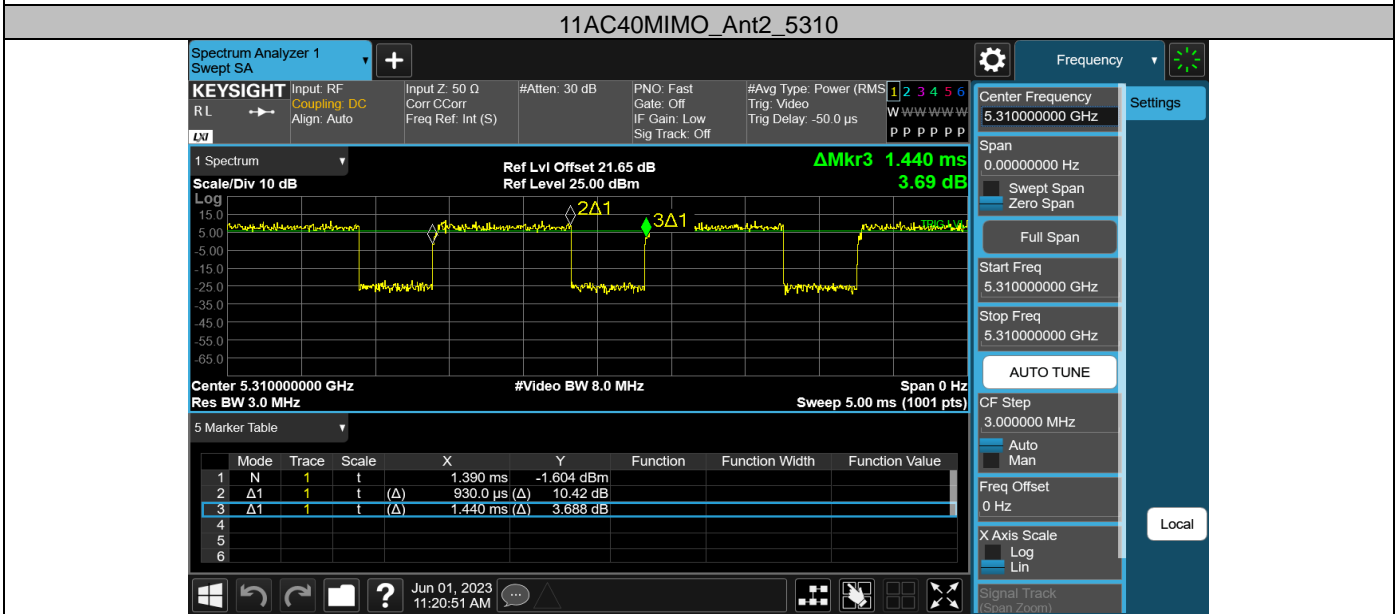 11AC40MIMO_Ant2_5310
Spectrum Analyzer 1
Swept SA
+
Frequency
KEYSIGHT
RL
LXI
Input: RF
Coupling: DC
Align: Auto
Input Z: 50 Ω
Corr CCorr
Freq Ref: Int (S)
#Atten: 30 dB
PNO: Fast
Gate: Off
IF Gain: Low
Sig Track: Off
#Avg Type: Power (RMS
Trig: Video
Trig Delay: -50.0 µs
1 2 3 4 5 6
W W W W W W
P P P P P P
1 Spectrum
Scale/Div 10 dB
Ref Lvl Offset 21.65 dB
Ref Level 25.00 dBm
ΔMkr3 1.440 ms
3.69 dB
Log
15.0
5.00
-5.00
-15.0
-25.0
-35.0
-45.0
-55.0
-65.0
2Δ1
3Δ1
TRIG LVL
Center 5.310000000 GHz
#Video BW 8.0 MHz
Span 0 Hz
Res BW 3.0 MHz
Sweep 5.00 ms (1001 pts)
5 Marker Table
Mode Trace Scale X Y Function Function Width Function Value
1 N 1 t 1.390 ms -1.604 dBm
2 Δ1 1 t (Δ) 930.0 µs (Δ) 10.42 dB
3 Δ1 1 t (Δ) 1.440 ms (Δ) 3.688 dB
4
5
6
?
Jun 01, 2023
11:20:51 AM
Center Frequency
5.310000000 GHz
Settings
Span
0.00000000 Hz
Swept Span
Zero Span
Full Span
Start Freq
5.310000000 GHz
Stop Freq
5.310000000 GHz
AUTO TUNE
CF Step
3.000000 MHz
Auto
Man
Freq Offset
0 Hz
Local
X Axis Scale
Log
Lin
Signal Track
(Span Zoom)